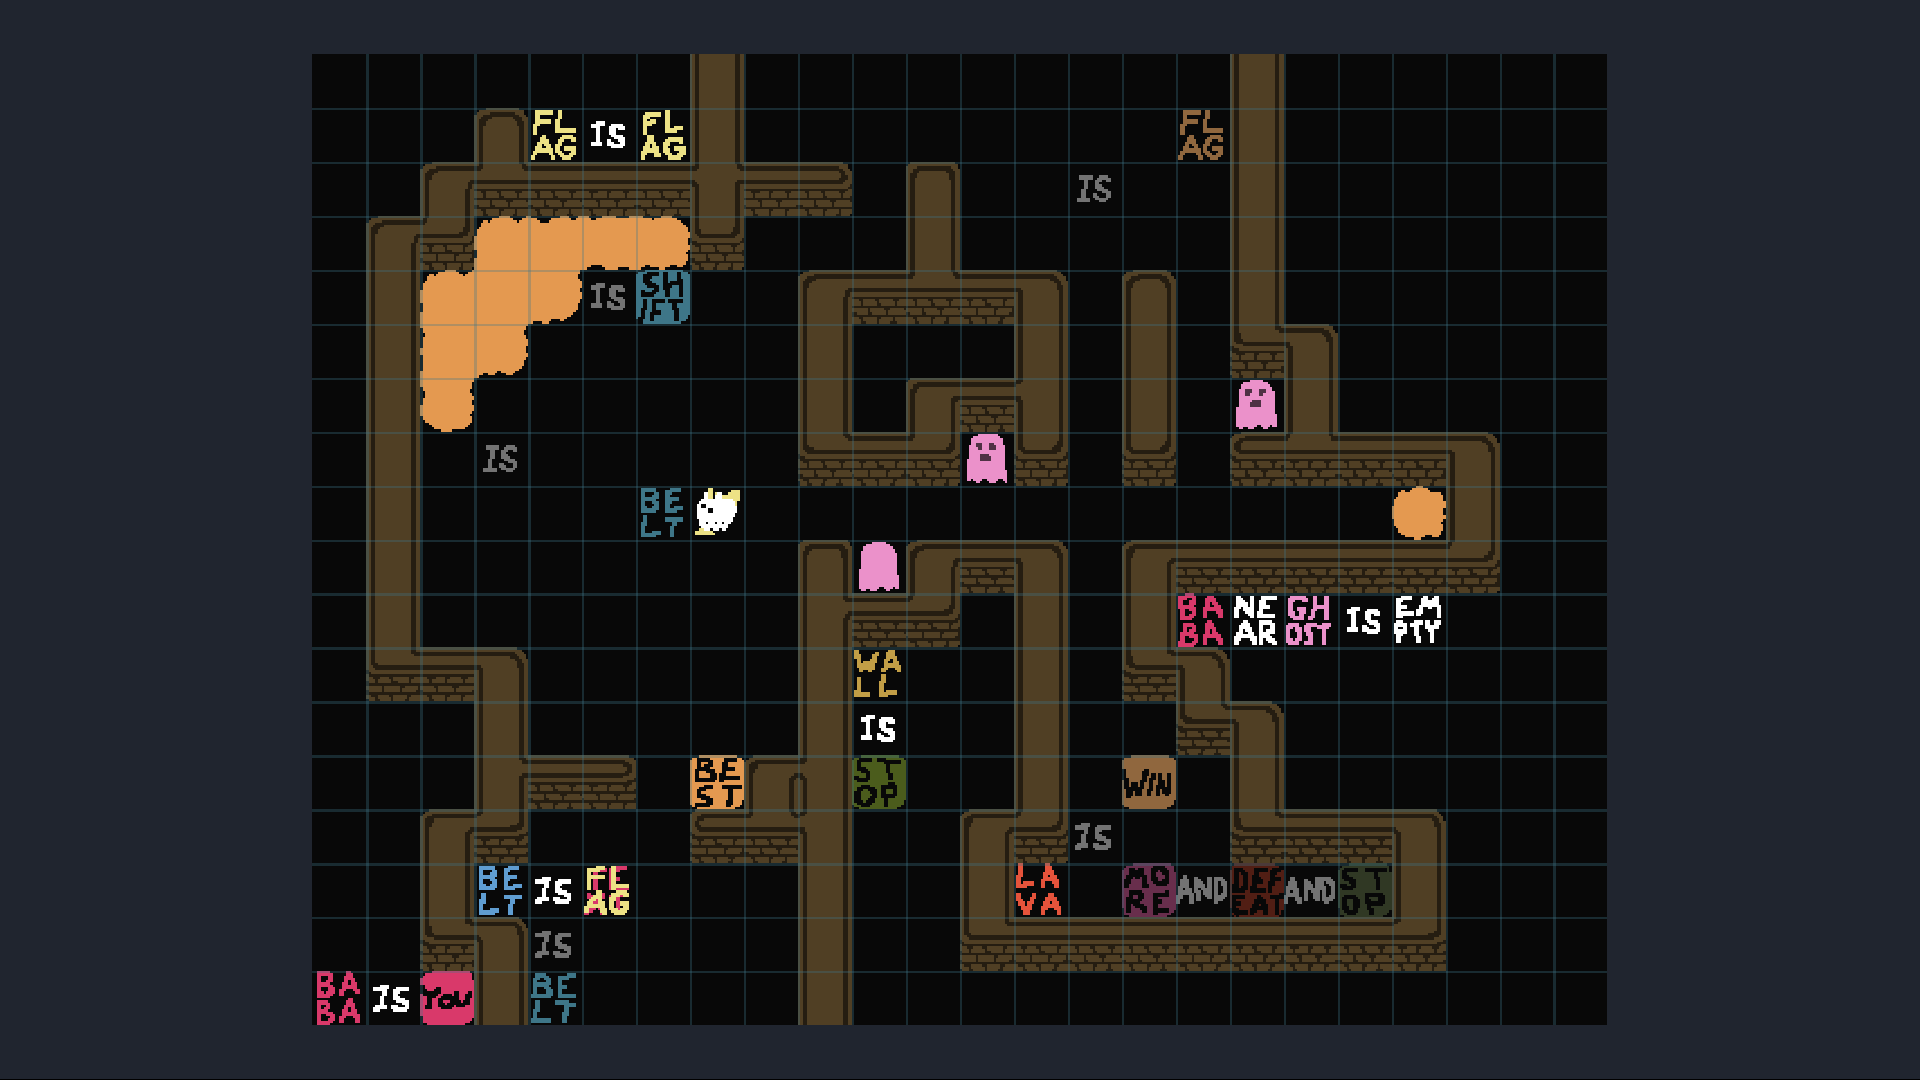 FLAG IS FLAG
FLAG
IS
IS SHIFT
IS
BELT
BABA NEAR GHOST IS EMPTY
WALL
IS
BEST
STOP
WIN
IS
BELT IS FLAG
LAVA
MORE AND DEFEAT AND STOP
IS
BABA IS YOU
BELT